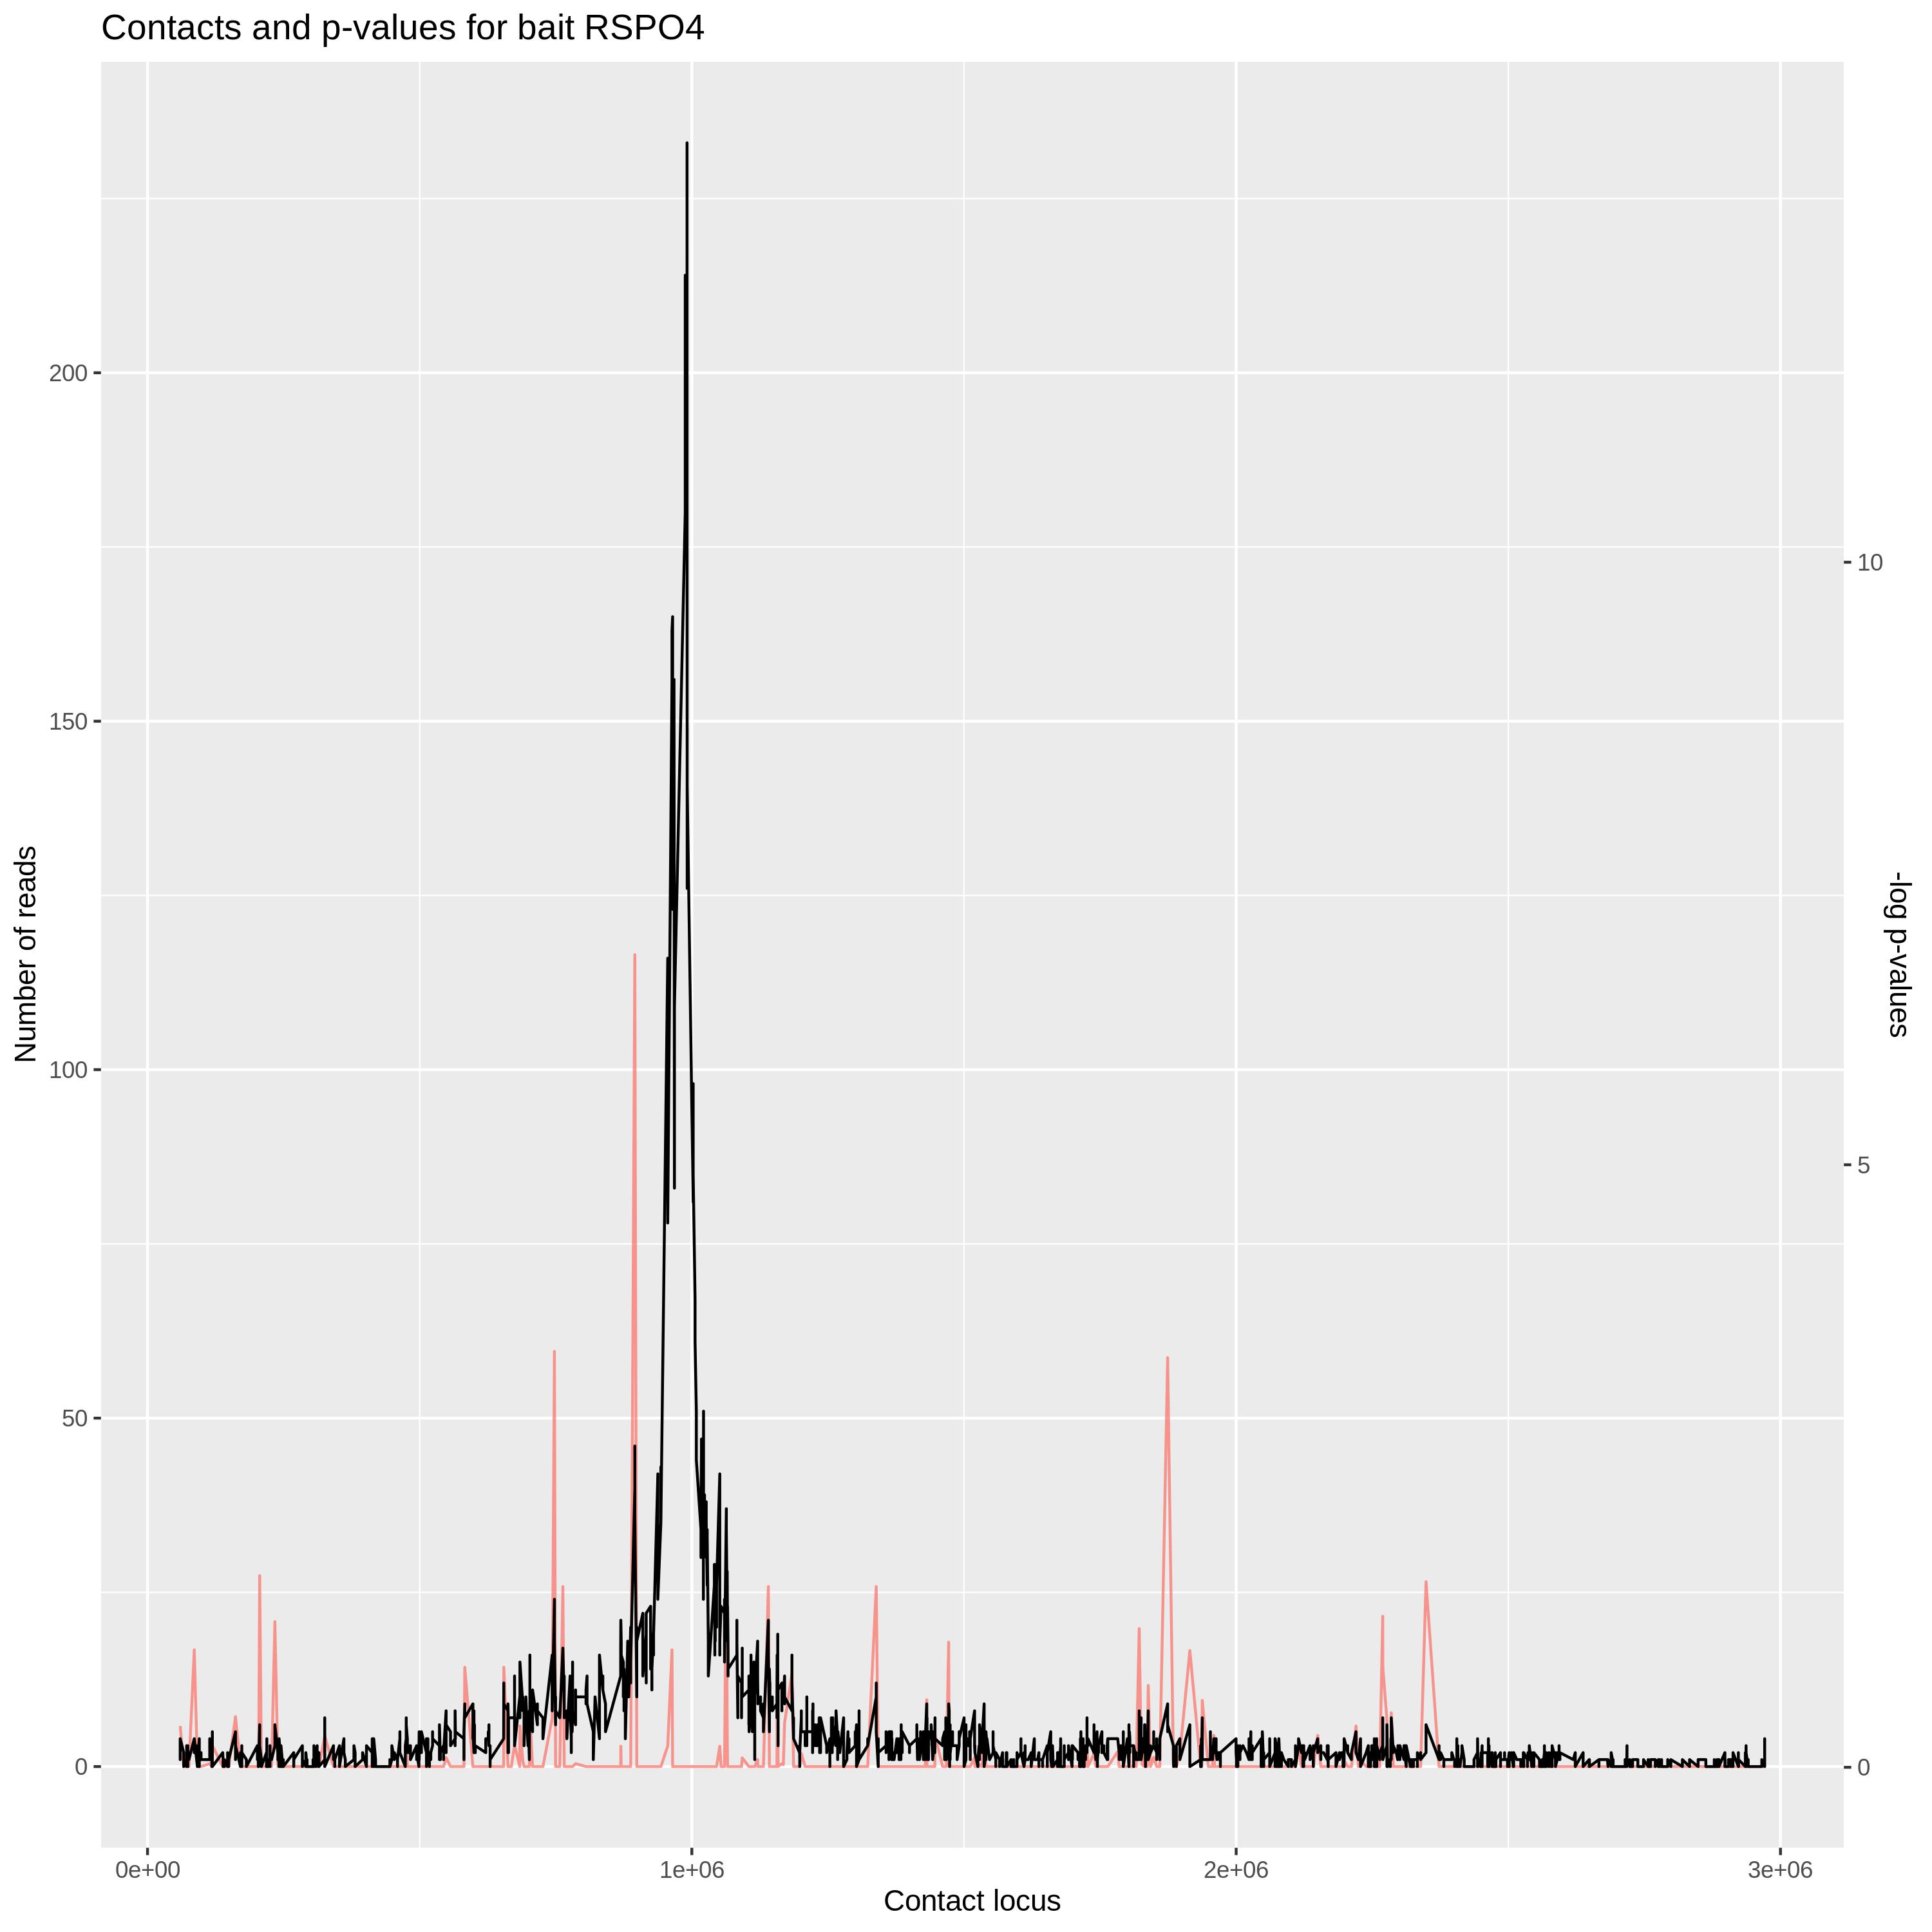 Contacts and p-values for bait RSPO4
Number of reads
200
150
100
50
0
10
5
0
-log p-values
0e+00 1e+06 2e+06 3e+06
Contact locus